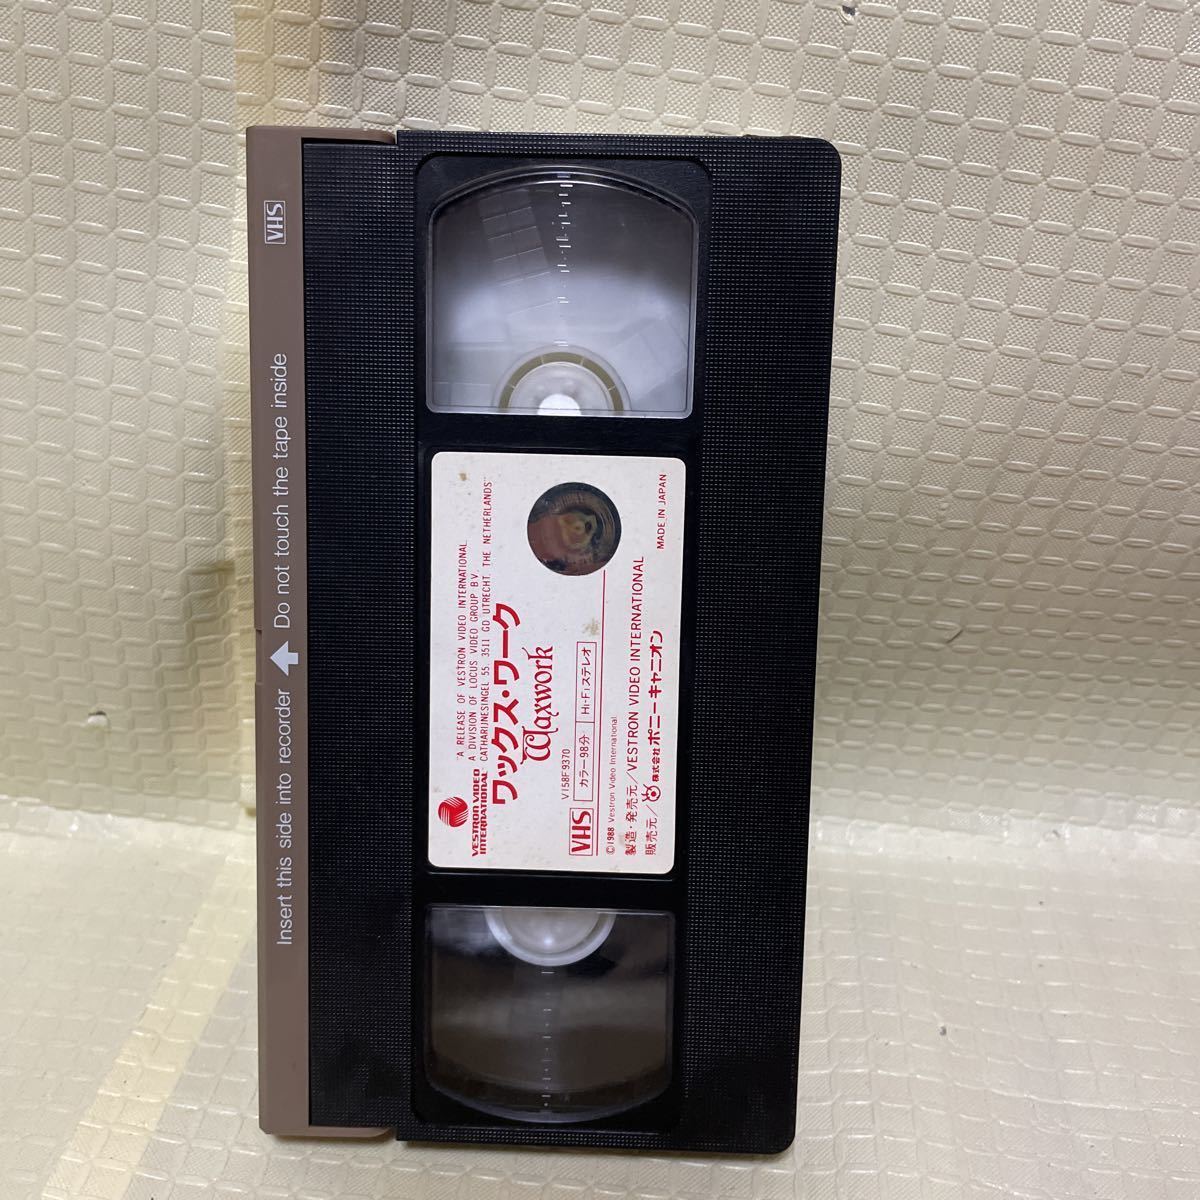 VHS
Insert this side into recorder ⬆ Do not touch the tape inside
VESTRON VIDEO
INTERNATIONAL
"A RELEASE OF VESTRON VIDEO INTERNATIONAL
A DIVISION OF LOCUS VIDEO GROUP BV.
CATHARIJNESINGEL 55. 3511 GD UTRECHT. THE NETHERLANDS"
ワックス・ワーク
Waxwork
V158F9370
VHS カラー98分 Hi-Fiステレオ
©1988 Vestron Video International
製造・発売元/VESTRON VIDEO INTERNATIONAL
販売元/株式会社ポニーキャニオン
MADE IN JAPAN